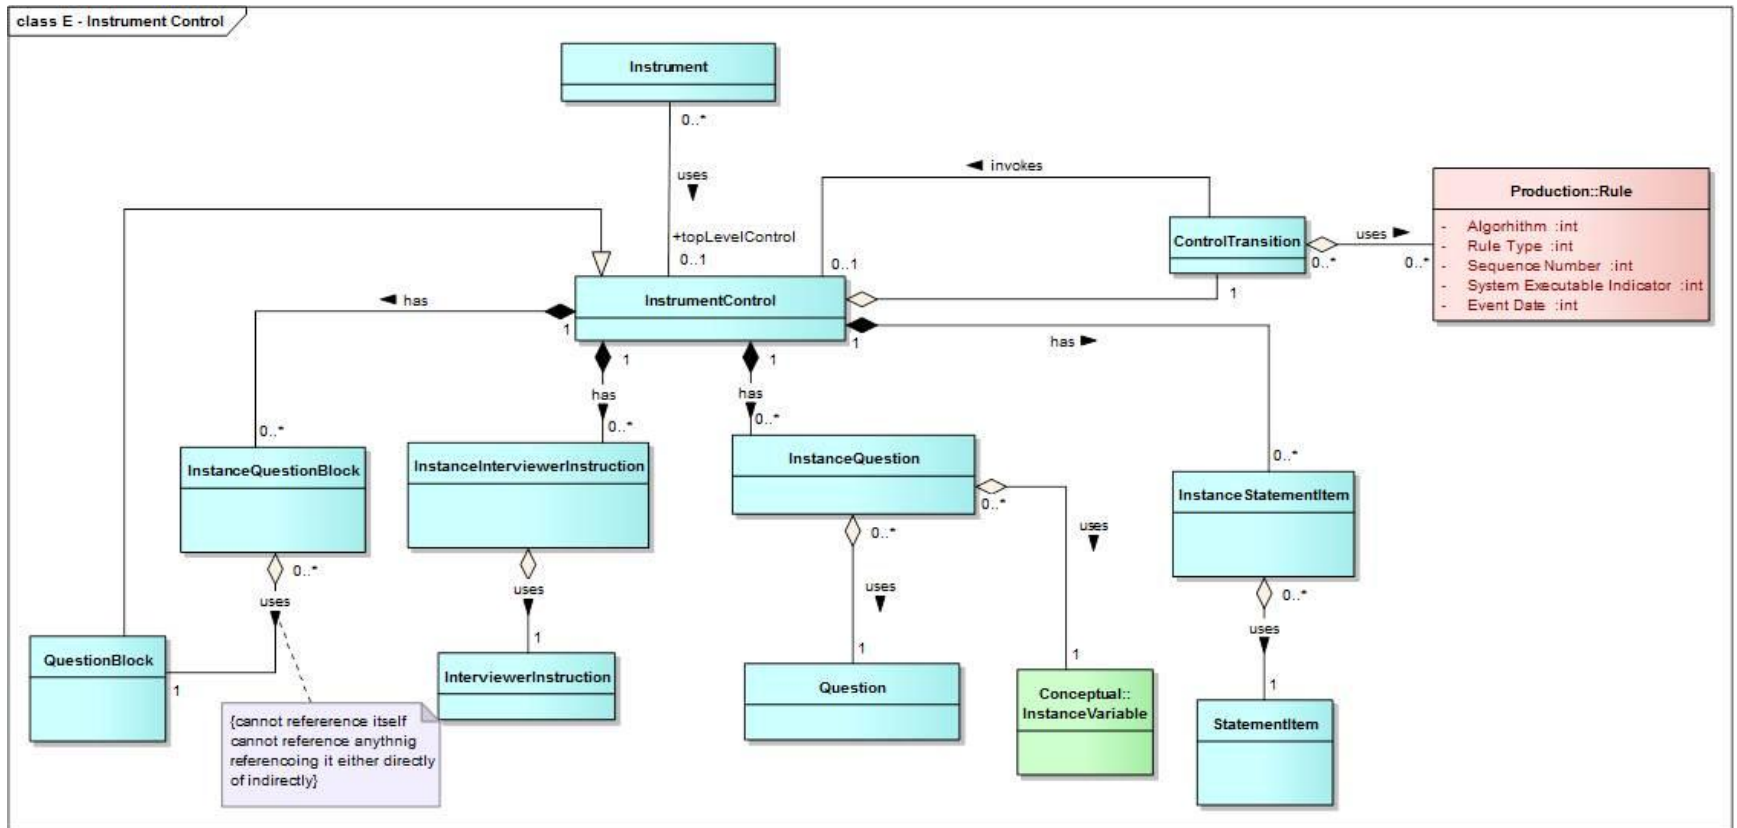 class E - Instrument Control
Instrument
0..*
uses
+topLevelControl
0..1
invokes
0..1
ControlTransition
0..*
1
uses
0..*
Production::Rule
- Algorhithm :int
- Rule Type :int
- Sequence Number :int
- System Executable Indicator :int
- Event Date :int
InstrumentControl
has
1
0..*
1
has
0..*
1
has
0..*
1
has
0..*
InstanceQuestionBlock
0..*
uses
1
InstanceInterviewerInstruction
uses
1
InstanceQuestion
0..*
uses
1
0..*
uses
1
InstanceStatementItem
0..*
uses
1
QuestionBlock
{cannot refererence itself
cannot reference anythnig
referencoing it either directly
of indirectly}
InterviewerInstruction
Question
Conceptual::
InstanceVariable
StatementItem